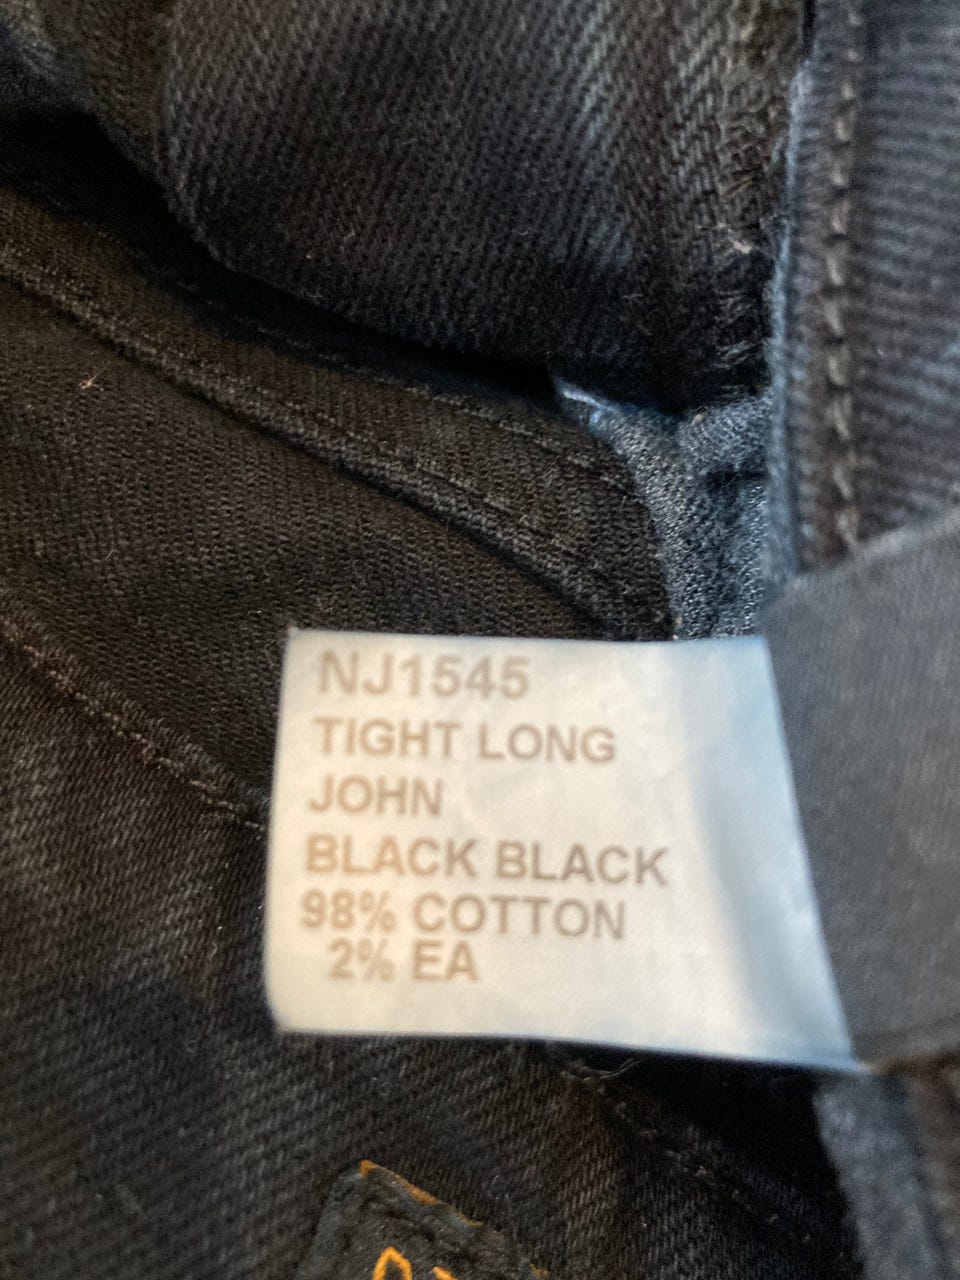 NJ1545
TIGHT LONG
JOHN
BLACK BLACK
98% COTTON
2% EA